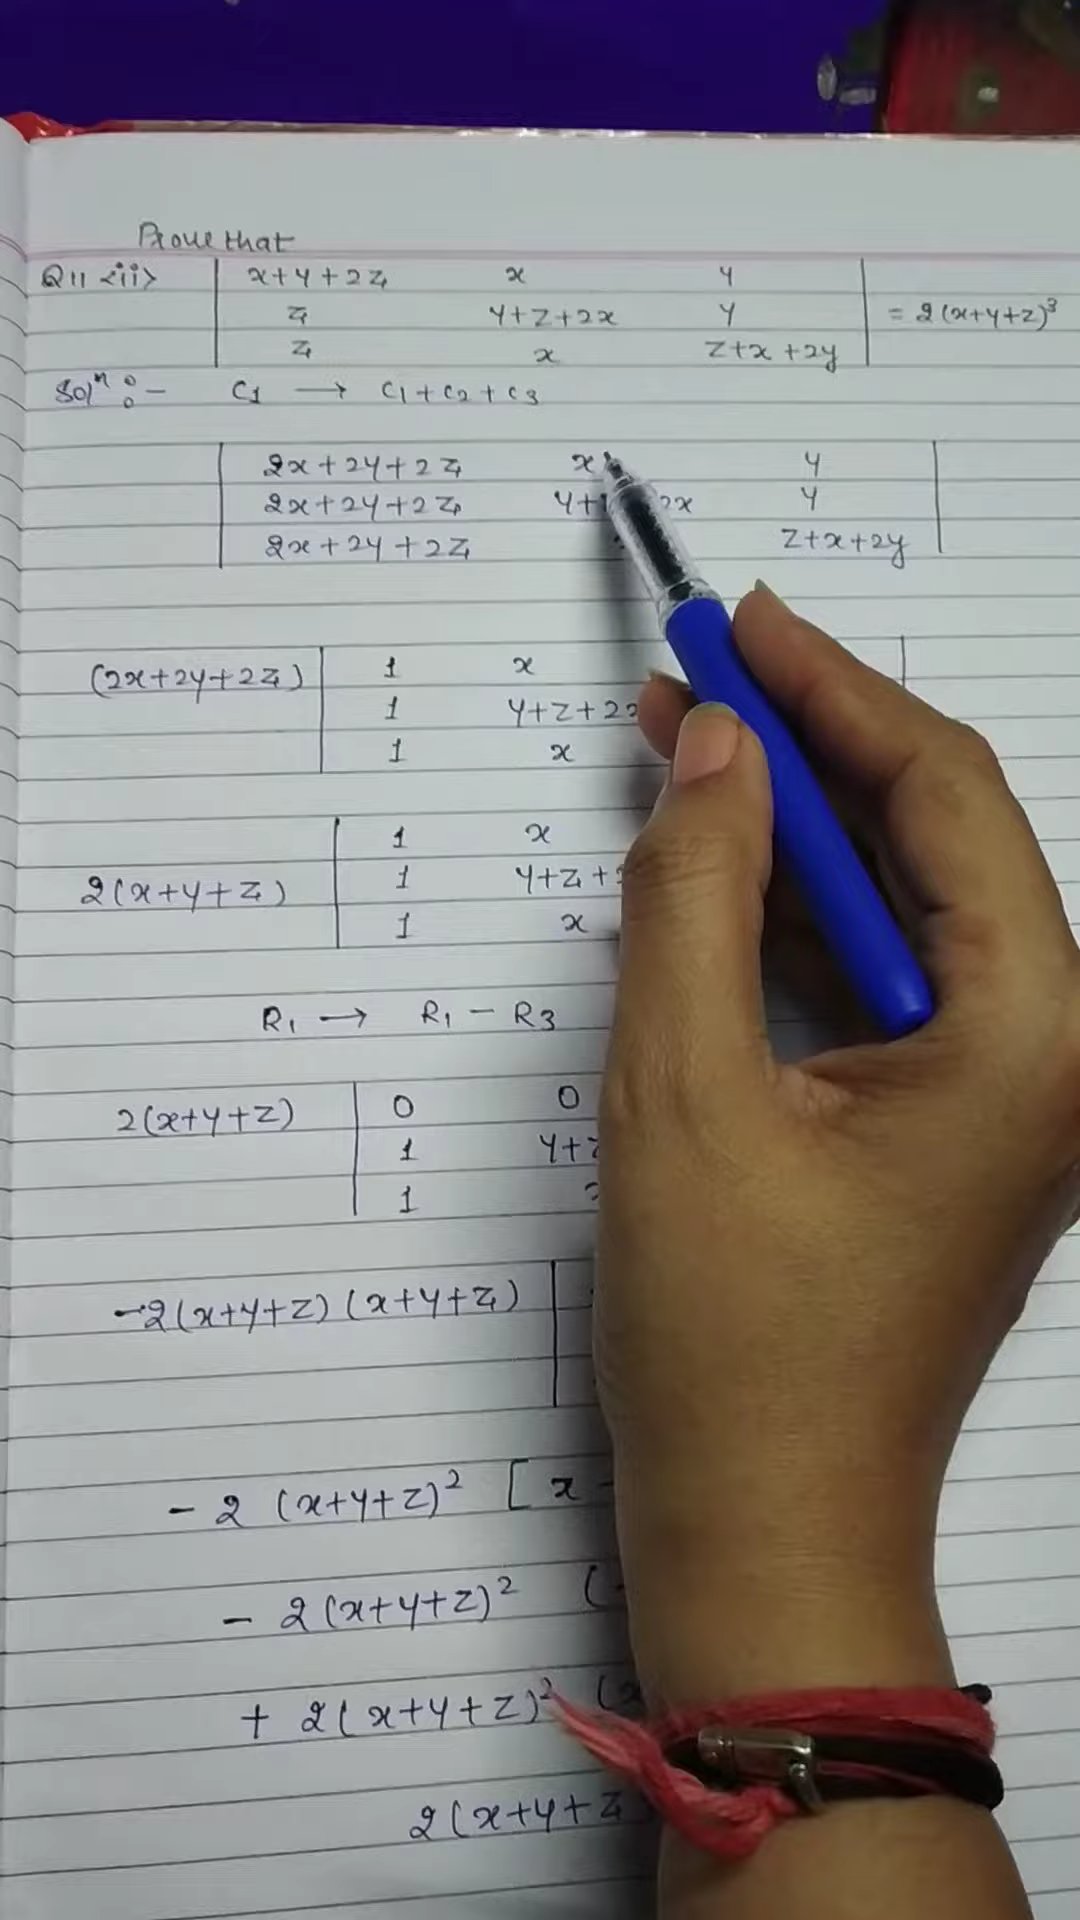 Prove that
Q11 <ii> x+y+2z x y
z y+z+2x y = 2(x+y+z)³
z x z+x+2y
Solⁿ :- C1 → C1+C2+C3
2x+2y+2z x y
2x+2y+2z y+ 2x y
2x+2y+2z z+x+2y
(2x+2y+2z) 1 x
1 y+z+2x
1 x
1 x
2(x+y+z) 1 y+z+
1 x
R1 → R1 - R3
2(x+y+z) 0 0
1 y+z
1
-2(x+y+z)(x+y+z)
-2 (x+y+z)² [ x -
- 2(x+y+z)² (-
+ 2(x+y+z)² (x
2(x+y+z